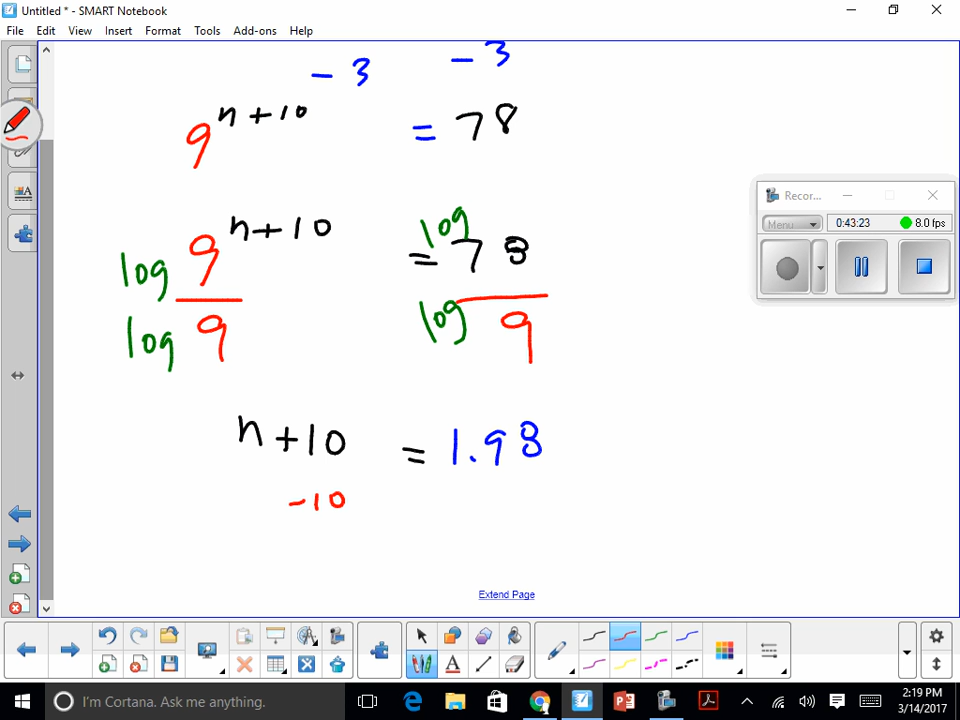 Untitled * - SMART Notebook
File Edit View Insert Format Tools Add-ons Help
- 3 - 3
9^(n+10) = 78
log 9^(n+10) = log 78
log 9 log 9
n+10 = 1.98
-10
Recor...
Menu 0:43:23 8.0 fps
Extend Page
A
I'm Cortana. Ask me anything.
2:19 PM
3/14/2017